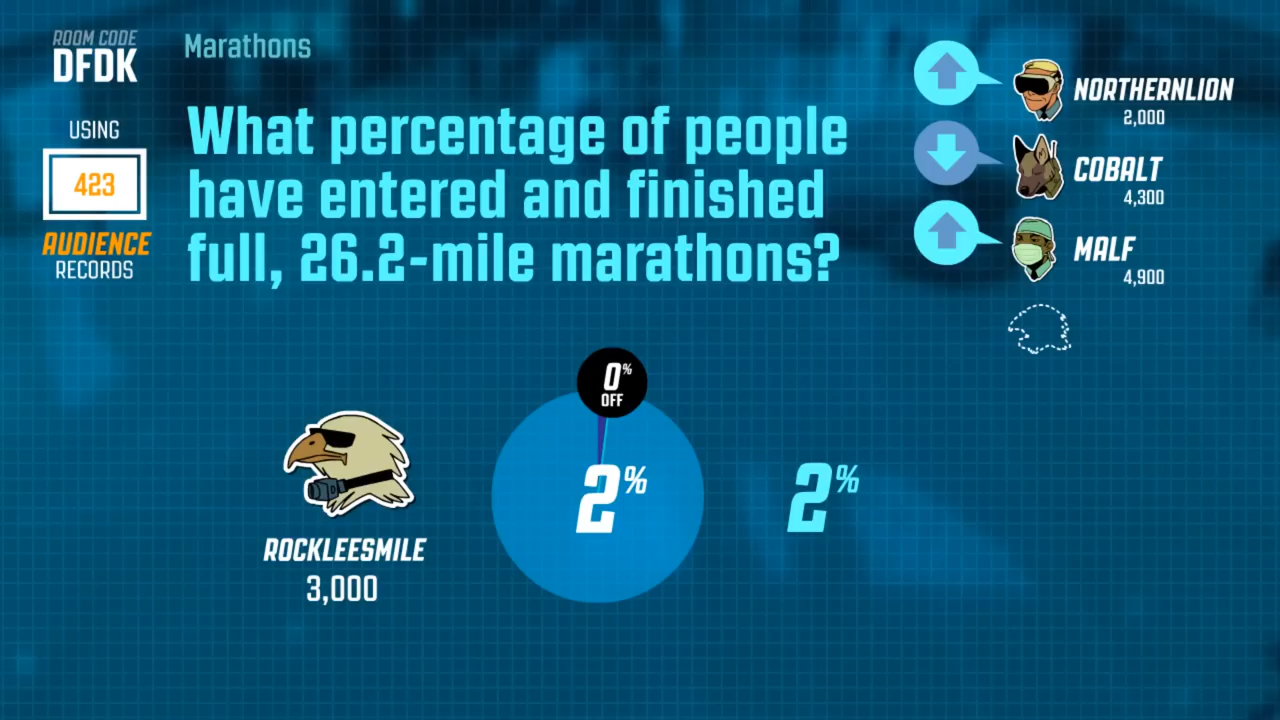 ROOM CODE
DFDK
USING
423
AUDIENCE
RECORDS
Marathons
What percentage of people
have entered and finished
full, 26.2-mile marathons?
NORTHERNLION
2,000
COBALT
4,300
MALF
4,900
0%
OFF
2%
2%
ROCKLEESMILE
3,000